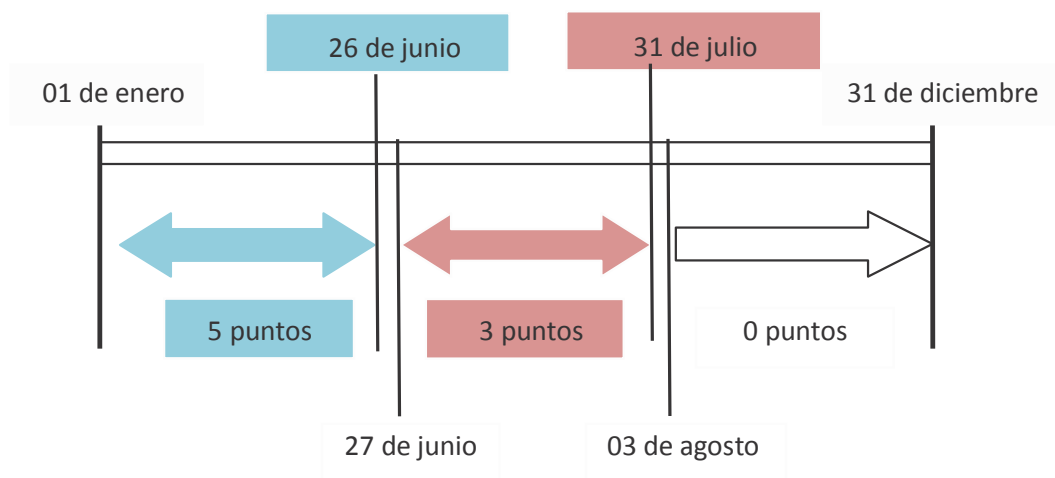 26 de junio
31 de julio
01 de enero
31 de diciembre
5 puntos
3 puntos
0 puntos
27 de junio
03 de agosto